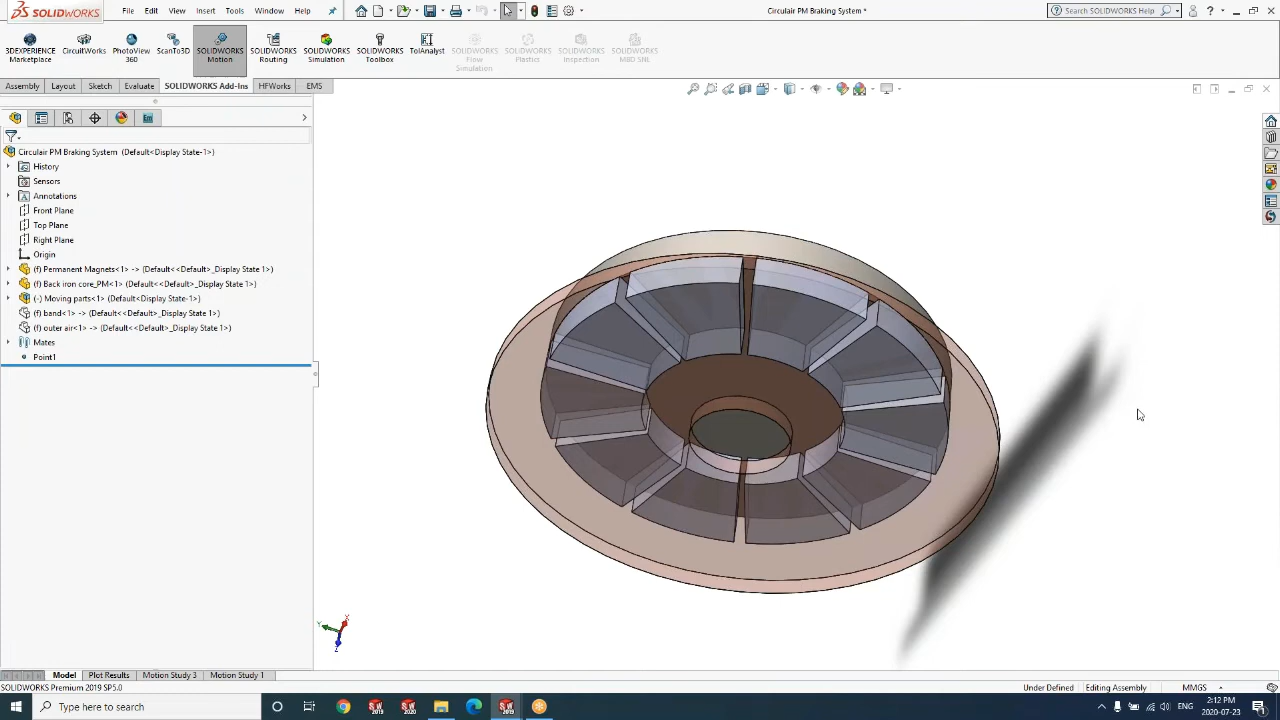 SOLIDWORKS
File
Edit
View
Insert
Tools
Window
Help
Circulair PM Braking System *
Search SOLIDWORKS Help
3DEXPERIENCE Marketplace
CircuitWorks
PhotoView 360
ScanTo3D
SOLIDWORKS Motion
SOLIDWORKS Routing
SOLIDWORKS Simulation
SOLIDWORKS Toolbox
TolAnalyst
SOLIDWORKS Flow Simulation
SOLIDWORKS Plastics
SOLIDWORKS Inspection
SOLIDWORKS MBD SNL
Assembly
Layout
Sketch
Evaluate
SOLIDWORKS Add-Ins
HFWorks
EMS
Circulair PM Braking System (Default<Display State-1>)
History
Sensors
Annotations
Front Plane
Top Plane
Right Plane
Origin
(f) Permanent Magnets<1> -> (Default<<Default>_Display State 1>)
(f) Back iron core_PM<1> -> (Default<<Default>_Display State 1>)
(-) Moving parts<1> (Default<Display State-1>)
(f) band<1> -> (Default<<Default>_Display State 1>)
(f) outer air<1> -> (Default<<Default>_Display State 1>)
Mates
Point1
Y
X
Z
Model
Plot Results
Motion Study 3
Motion Study 1
SOLIDWORKS Premium 2019 SP5.0
Under Defined
Editing Assembly
MMGS
Type here to search
2019
2020
2019
ENG
2:12 PM
2020-07-23